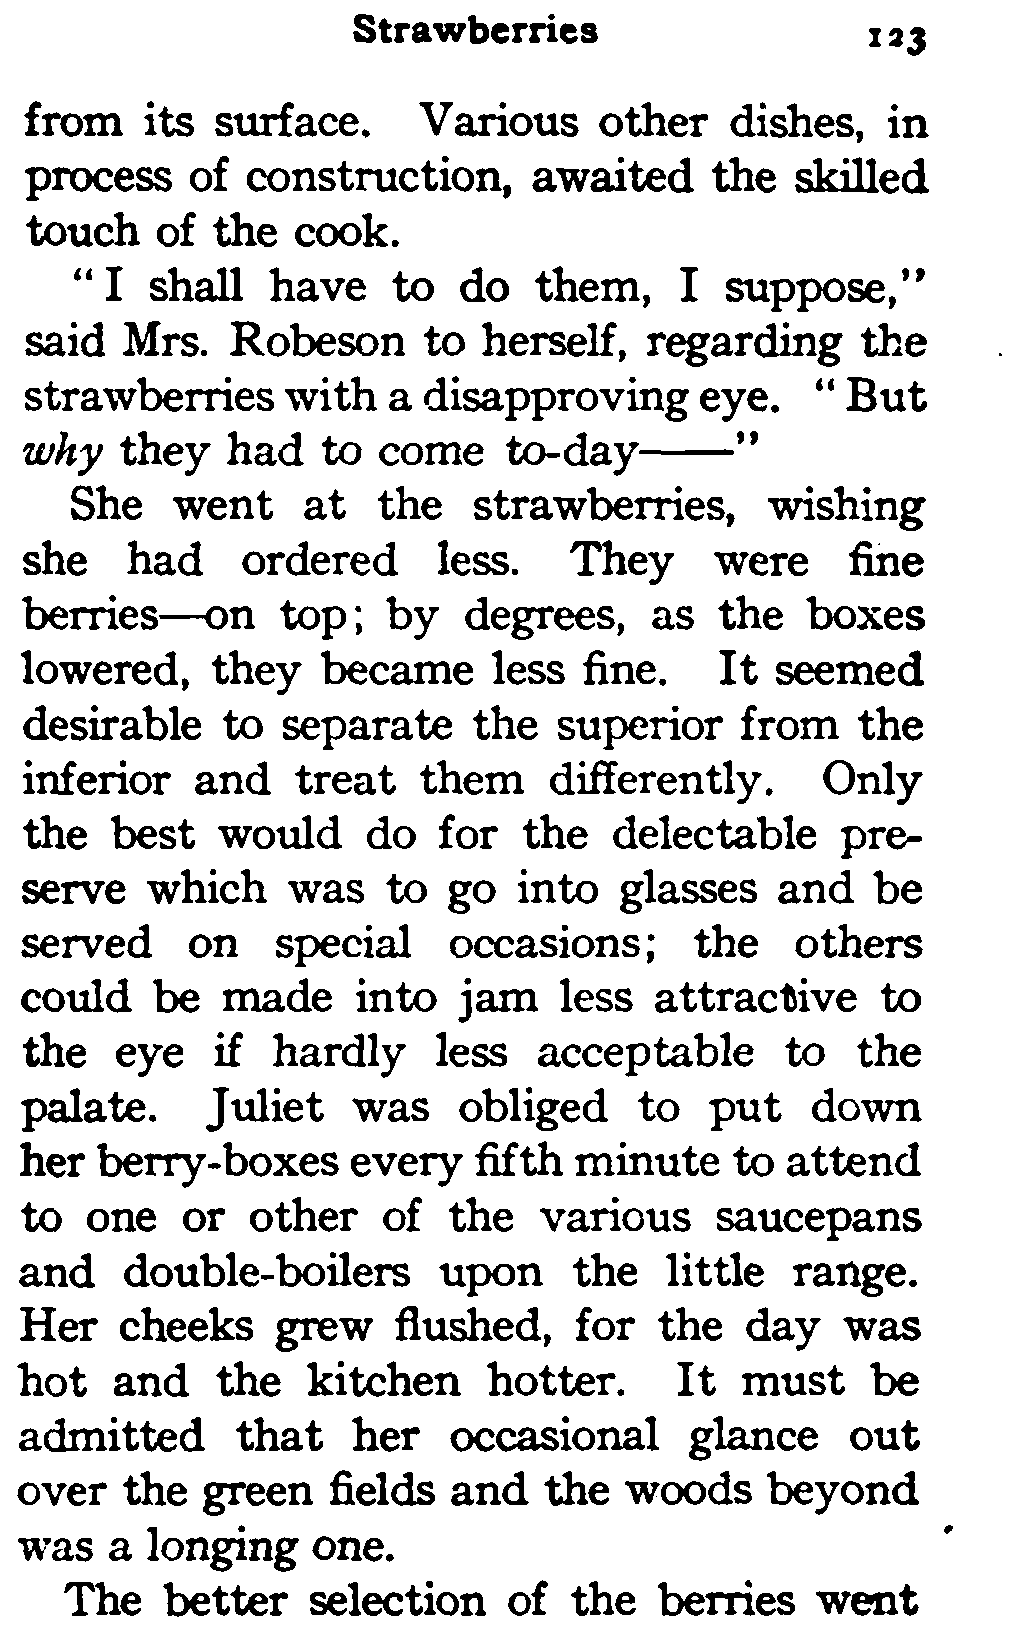 Strawberries 123
from its surface. Various other dishes, in
process of construction, awaited the skilled
touch of the cook.
"I shall have to do them, I suppose,"
said Mrs. Robeson to herself, regarding the
strawberries with a disapproving eye. "But
why they had to come to-day——"
She went at the strawberries, wishing
she had ordered less. They were fine
berries—on top; by degrees, as the boxes
lowered, they became less fine. It seemed
desirable to separate the superior from the
inferior and treat them differently. Only
the best would do for the delectable pre-
serve which was to go into glasses and be
served on special occasions; the others
could be made into jam less attractive to
the eye if hardly less acceptable to the
palate. Juliet was obliged to put down
her berry-boxes every fifth minute to attend
to one or other of the various saucepans
and double-boilers upon the little range.
Her cheeks grew flushed, for the day was
hot and the kitchen hotter. It must be
admitted that her occasional glance out
over the green fields and the woods beyond
was a longing one.
The better selection of the berries went